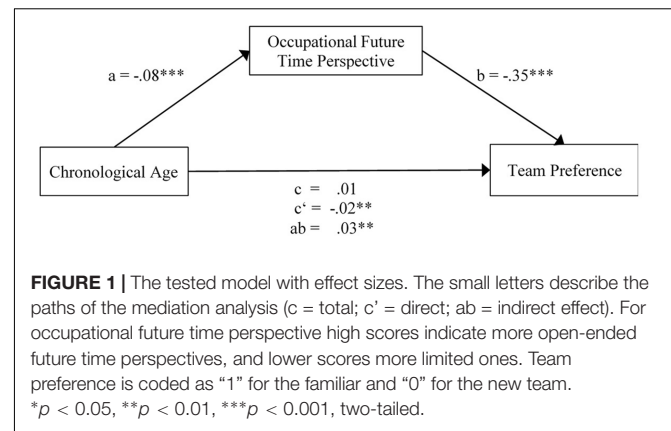 Occupational Future
Time Perspective
a = -.08***
b = -.35***
Chronological Age
Team Preference
c = .01
c‘ = -.02**
ab = .03**
FIGURE 1 | The tested model with effect sizes. The small letters describe the
paths of the mediation analysis (c = total; c’ = direct; ab = indirect effect). For
occupational future time perspective high scores indicate more open-ended
future time perspectives, and lower scores more limited ones. Team
preference is coded as “1” for the familiar and “0” for the new team.
*p < 0.05, **p < 0.01, ***p < 0.001, two-tailed.